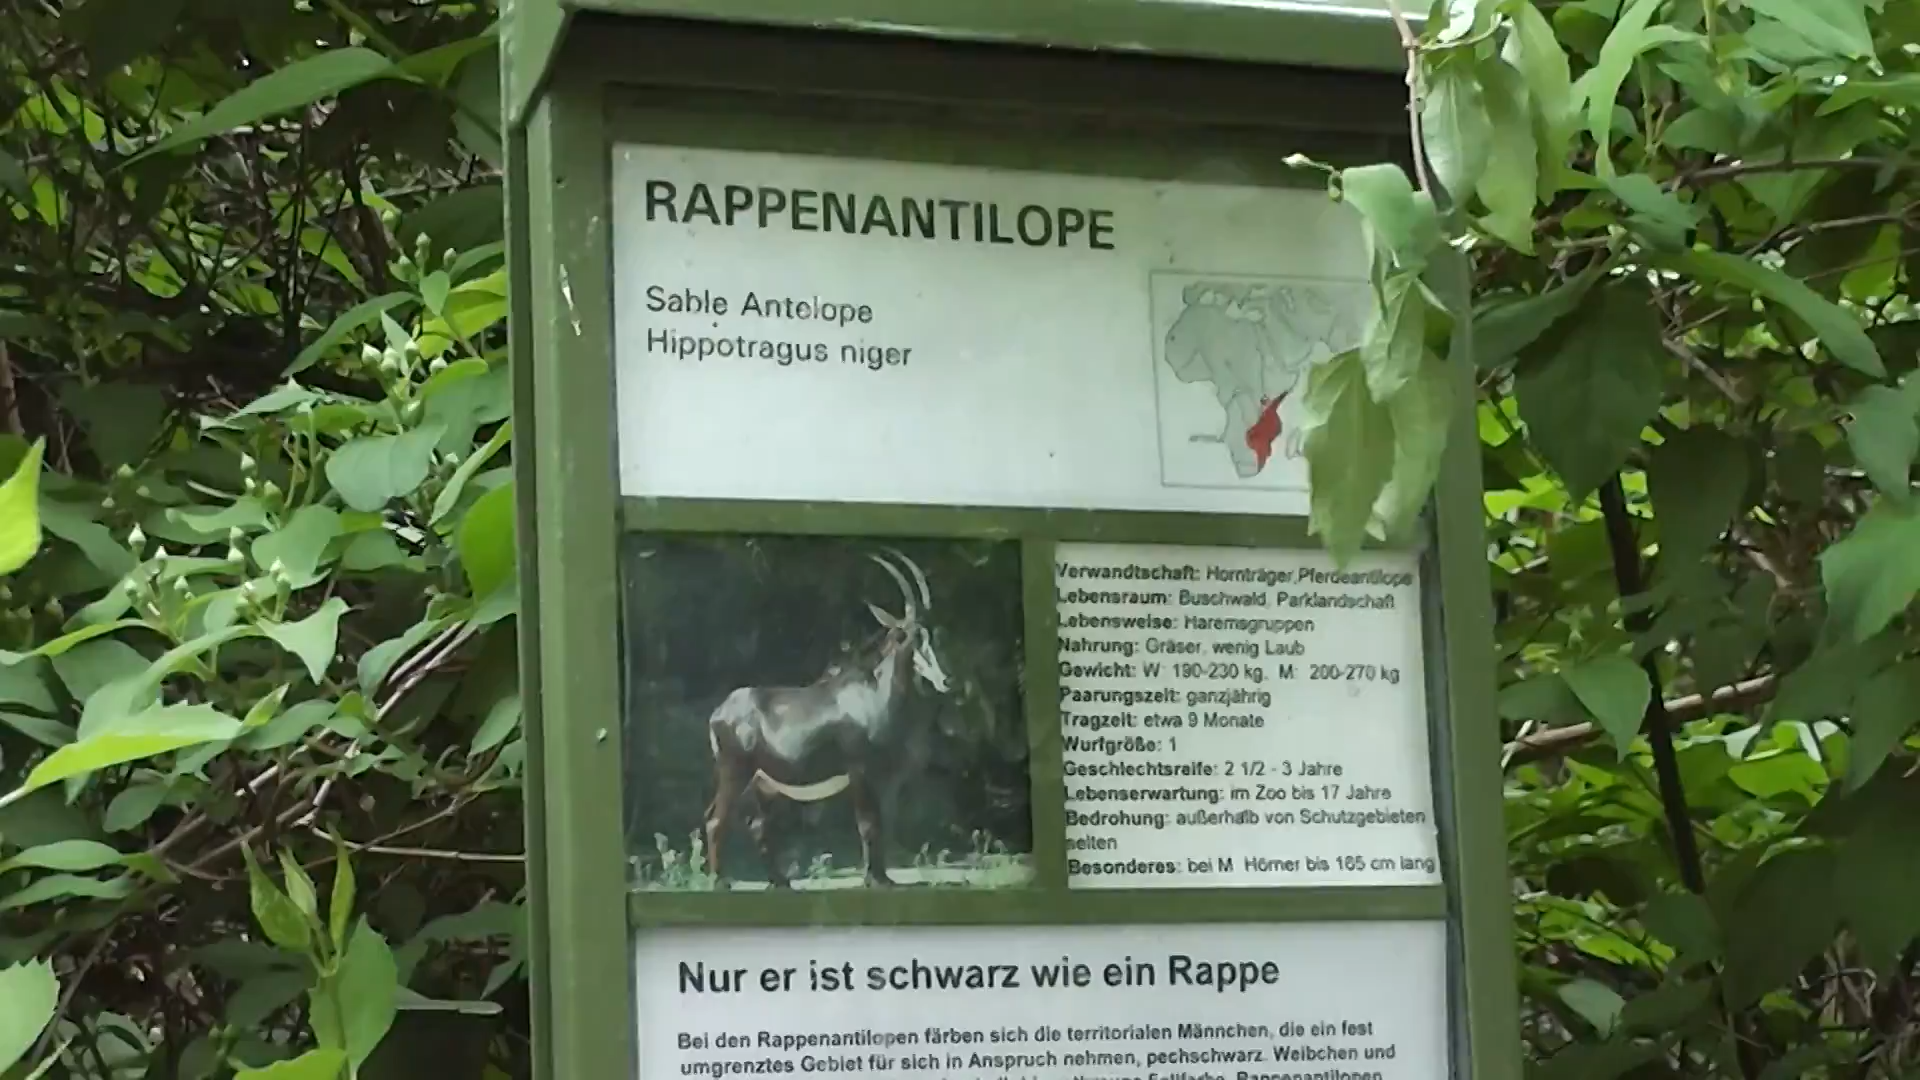 RAPPENANTILOPE
Sable Antelope
Hippotragus niger
Verwandtschaft: Hornträger,Pferdeantilope
Lebensraum: Buschwald, Parklandschaft
Lebensweise: Haremsgruppen
Nahrung: Gräser, wenig Laub
Gewicht: W: 190-230 kg, M: 200-270 kg
Paarungszeit: ganzjährig
Tragzeit: etwa 9 Monate
Wurfgröße: 1
Geschlechtsreife: 2 1/2 - 3 Jahre
Lebenserwartung: im Zoo bis 17 Jahre
Bedrohung: außerhalb von Schutzgebieten
selten
Besonderes: bei M Hörner bis 165 cm lang
Nur er ist schwarz wie ein Rappe
Bei den Rappenantilopen färben sich die territorialen Männchen, die ein fest
umgrenztes Gebiet für sich in Anspruch nehmen, pechschwarz. Weibchen und
Rappenantilopen